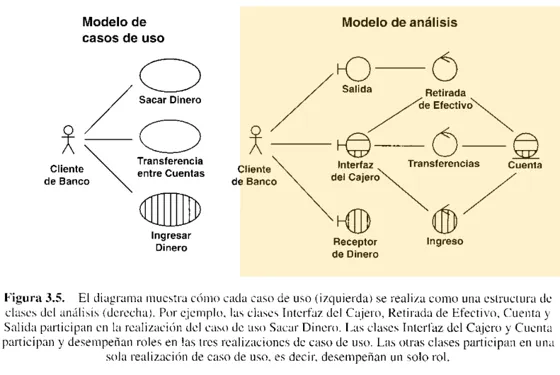 Modelo de
casos de uso
Modelo de análisis
Sacar Dinero
Cliente
de Banco
Transferencia
entre Cuentas
Ingresar
Dinero
Salida
Retirada
de Efectivo
Cliente
de Banco
Interfaz
del Cajero
Transferencias
Cuenta
Receptor
de Dinero
Ingreso
Figura 3.5. El diagrama muestra cómo cada caso de uso (izquierda) se realiza como una estructura de
clases del análisis (derecha). Por ejemplo, las clases Interfaz del Cajero, Retirada de Efectivo, Cuenta y
Salida participan en la realización del caso de uso Sacar Dinero. Las clases Interfaz del Cajero y Cuenta
participan y desempeñan roles en las tres realizaciones de caso de uso. Las otras clases participan en una
sola realización de caso de uso, es decir, desempeñan un solo rol.